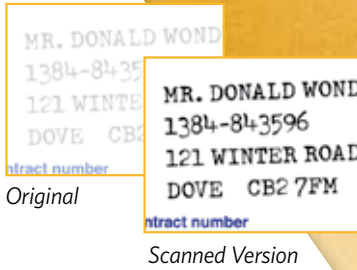 MR. DONALD WOND
1384-8435
121 WINTE
DOVE CB2
ntract number
Original
MR. DONALD WOND
1384-843596
121 WINTER ROAD
DOVE CB2 7FM
ntract number
Scanned Version